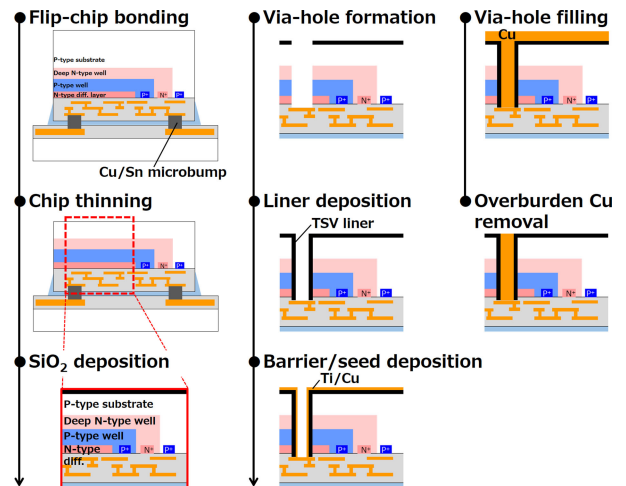 Flip-chip bonding
P-type substrate
Deep N-type well
P-type well
N-type diff. layer
P+
N+
P+
Cu/Sn microbump
Chip thinning
P+
N+
P+
SiO₂ deposition
P-type substrate
Deep N-type well
P-type well
N-type
diff.
P+
N+
P+
Via-hole formation
P+
N+
P+
Liner deposition
TSV liner
P+
N+
P+
Barrier/seed deposition
Ti/Cu
P+
N+
P+
Via-hole filling
Cu
P+
N+
P+
Overburden Cu
removal
P+
N+
P+